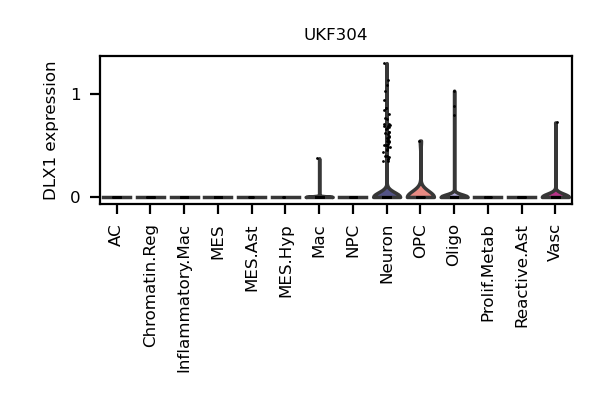 UKF304
DLX1 expression
1
0
AC
Chromatin.Reg
Inflammatory.Mac
MES
MES.Ast
MES.Hyp
Mac
NPC
Neuron
OPC
Oligo
Prolif.Metab
Reactive.Ast
Vasc